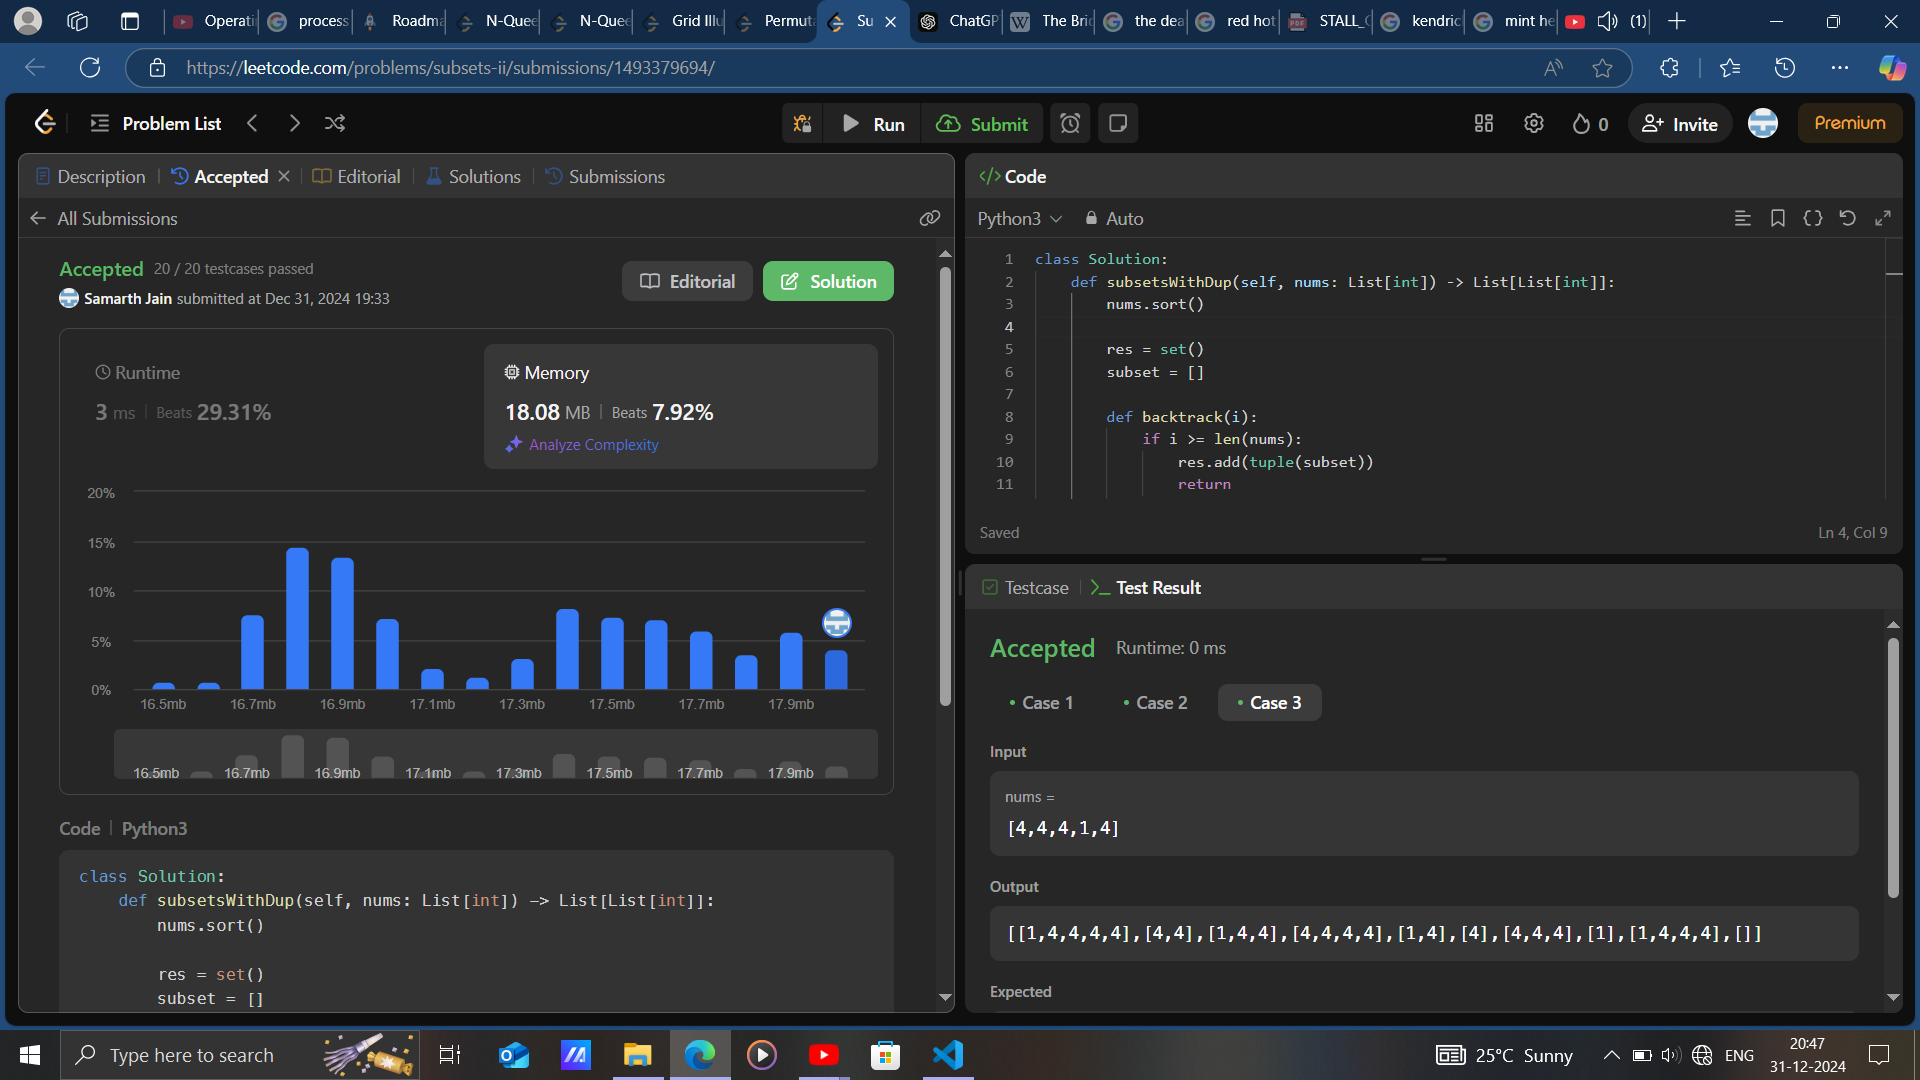 Operati
process
Roadma
N-Quee
N-Quee
Grid Illu
Permuta
Su
ChatGP
The Bri
the dea
red hot
STALL_C
kendric
mint he
(1)
https://leetcode.com/problems/subsets-ii/submissions/1493379694/
Problem List
Run
Submit
0
Invite
Premium
Description
Accepted
Editorial
Solutions
Submissions
All Submissions
Accepted 20 / 20 testcases passed
Samarth Jain submitted at Dec 31, 2024 19:33
Editorial
Solution
Runtime
3 ms | Beats 29.31%
Memory
18.08 MB | Beats 7.92%
Analyze Complexity
20%
15%
10%
5%
0%
16.5mb 16.7mb 16.9mb 17.1mb 17.3mb 17.5mb 17.7mb 17.9mb
16.5mb 16.7mb 16.9mb 17.1mb 17.3mb 17.5mb 17.7mb 17.9mb
Code | Python3
class Solution:
    def subsetsWithDup(self, nums: List[int]) -> List[List[int]]:
        nums.sort()
        res = set()
        subset = []
</> Code
Python3
Auto
1 class Solution:
2     def subsetsWithDup(self, nums: List[int]) -> List[List[int]]:
3         nums.sort()
4
5         res = set()
6         subset = []
7
8         def backtrack(i):
9             if i >= len(nums):
10                 res.add(tuple(subset))
11                 return
Saved
Ln 4, Col 9
Testcase
Test Result
Accepted Runtime: 0 ms
• Case 1
• Case 2
• Case 3
Input
nums =
[4,4,4,1,4]
Output
[[1,4,4,4,4],[4,4],[1,4,4],[4,4,4,4],[1,4],[4],[4,4,4],[1],[1,4,4,4],[]]
Expected
Type here to search
25°C Sunny
ENG
20:47
31-12-2024